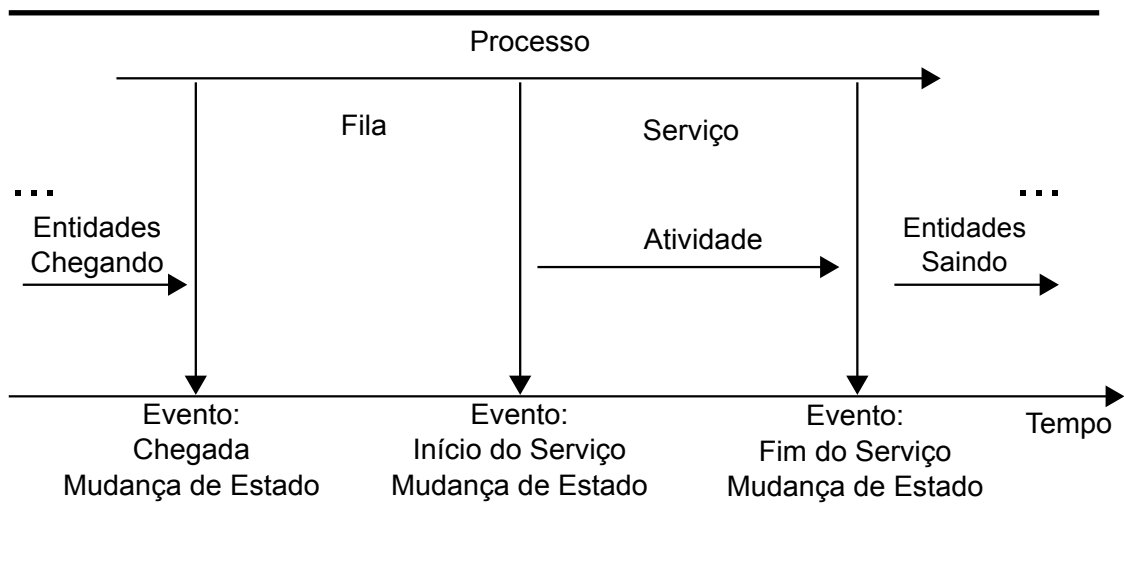 Processo
Fila
Serviço
...
...
Entidades
Chegando
Atividade
Entidades
Saindo
Evento:
Chegada
Mudança de Estado
Evento:
Início do Serviço
Mudança de Estado
Evento:
Fim do Serviço
Mudança de Estado
Tempo